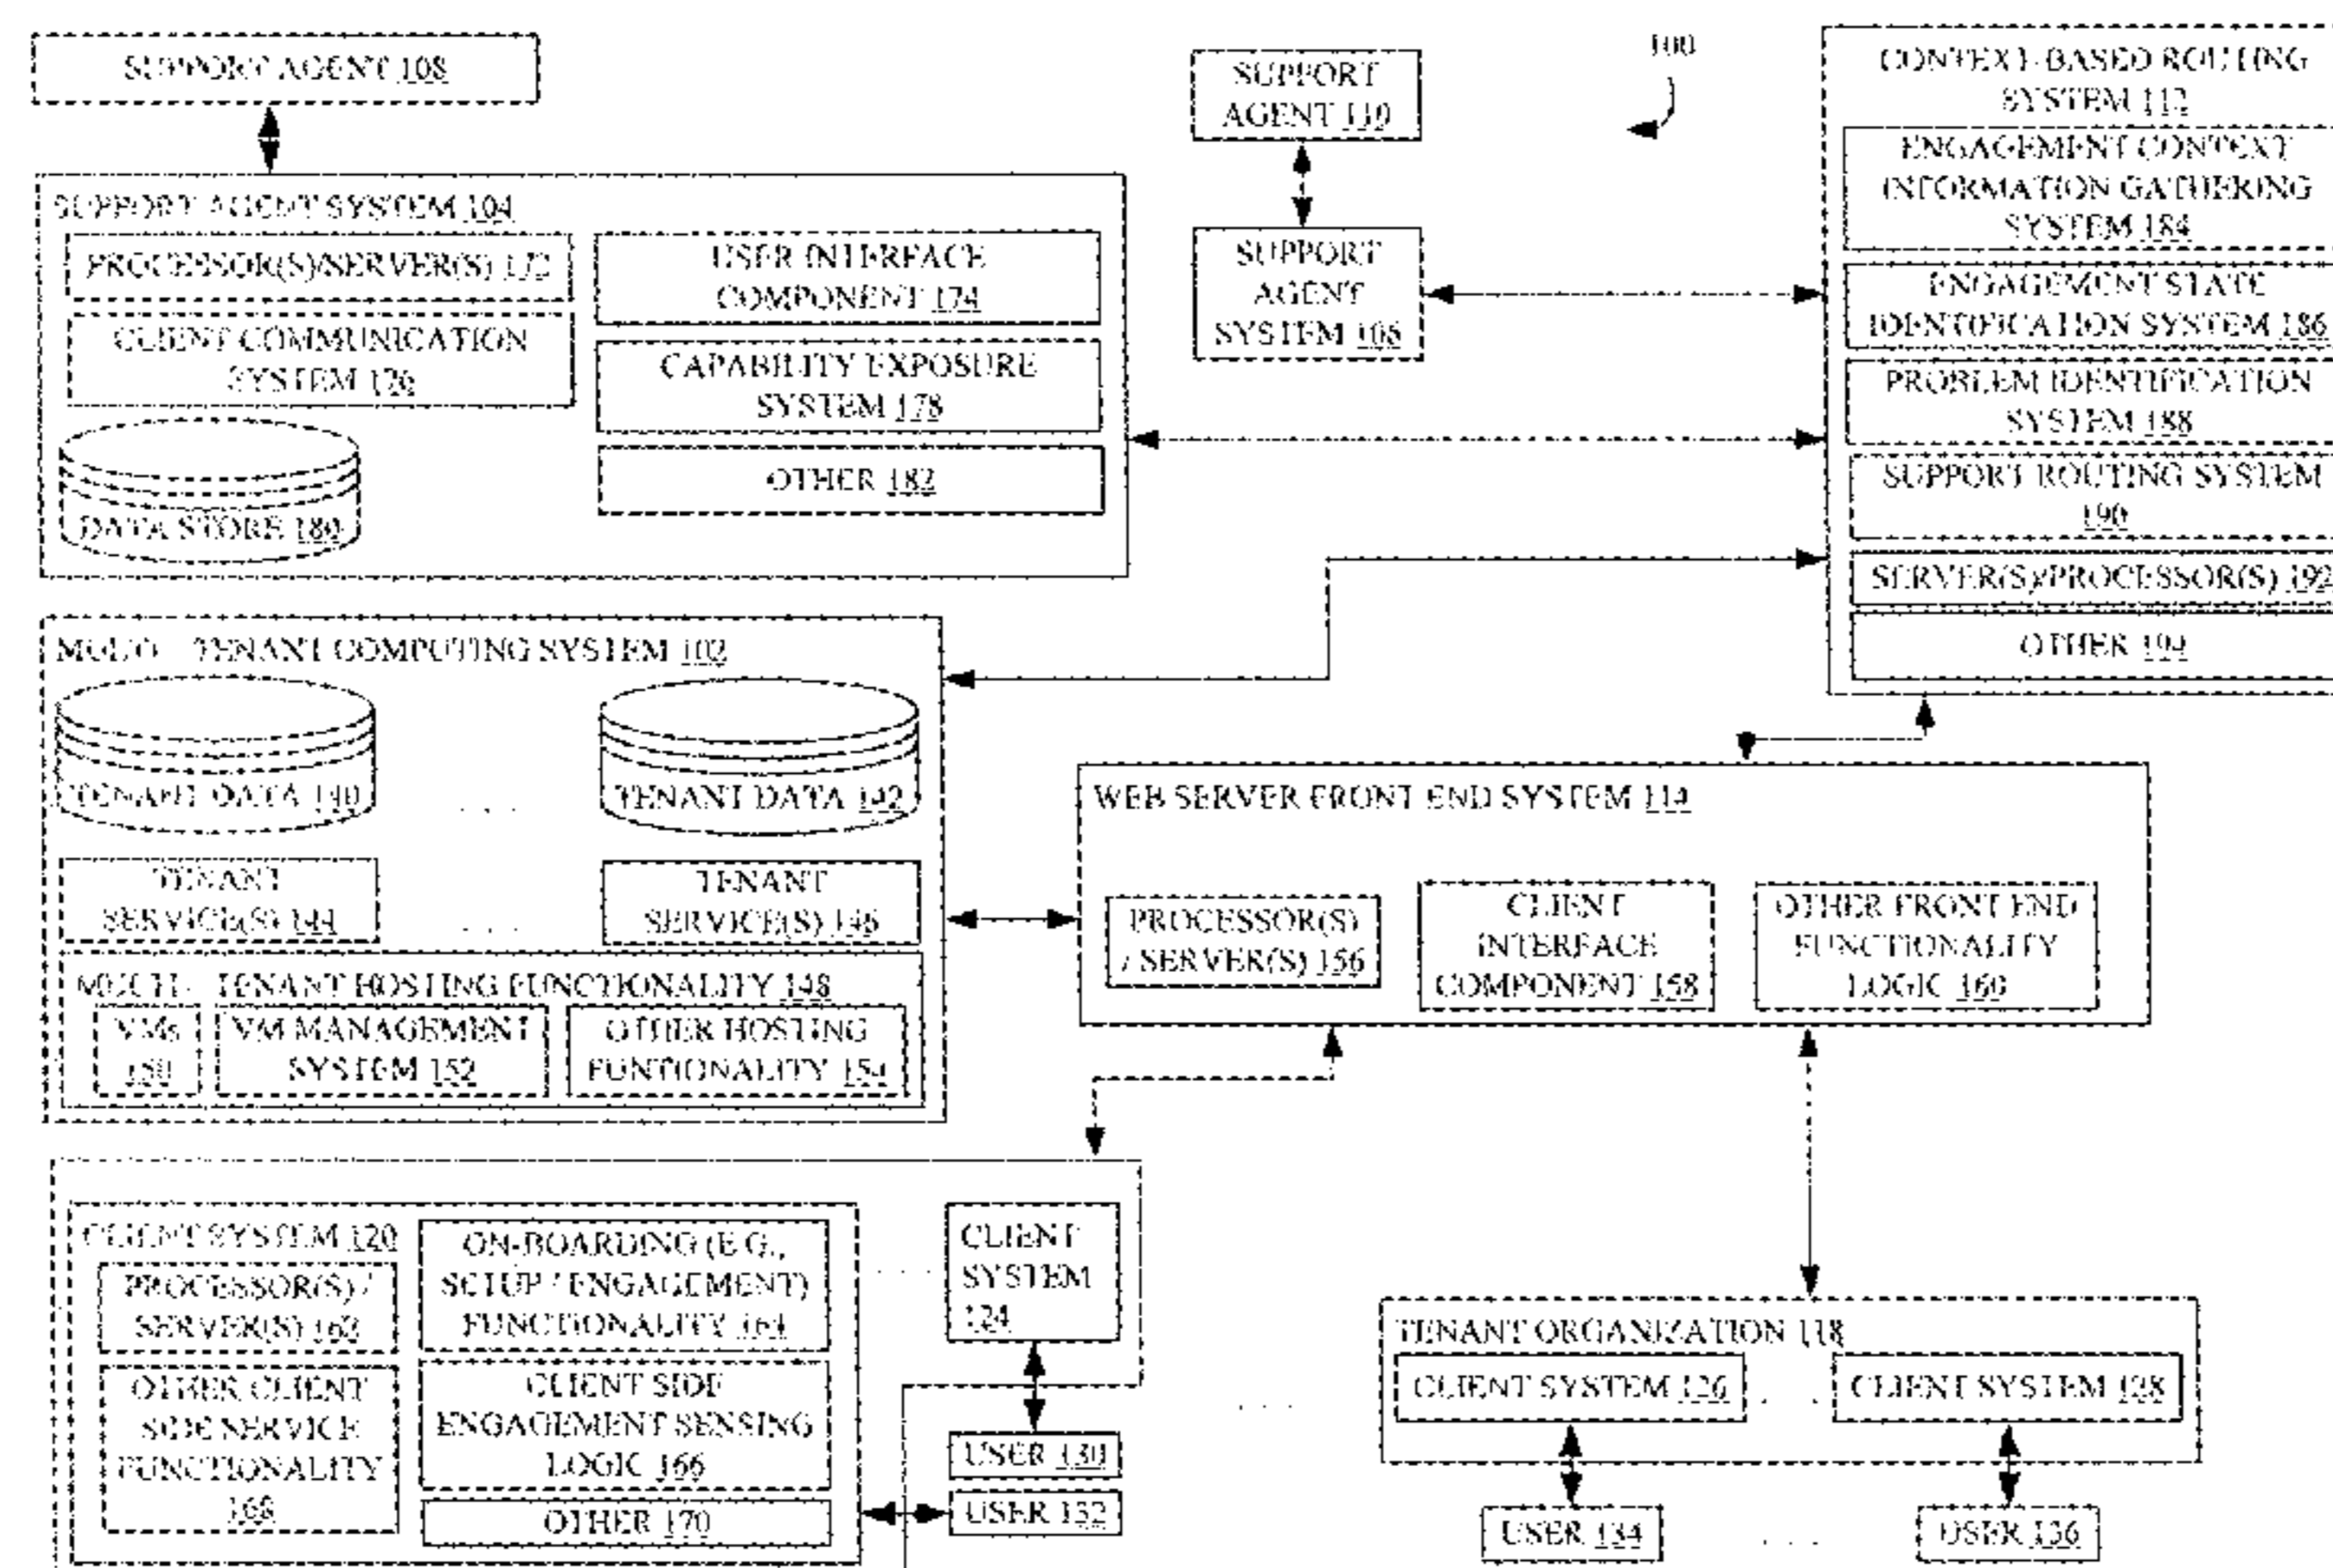 SUPPORT AGENT 108
SUPPORT
AGENT 110
100
SUPPORT AGENT SYSTEM 104
PROCESSOR(S)/SERVER(S) 172
CLIENT COMMUNICATION
SYSTEM 176
DATA STORE 180
USER INTERFACE
COMPONENT 174
CAPABILITY EXPOSURE
SYSTEM 178
OTHER 182
SUPPORT
AGENT
SYSTEM 106
CONTEXT-BASED ROUTING
SYSTEM 112
ENGAGEMENT CONTEXT
INFORMATION GATHERING
SYSTEM 184
ENGAGEMENT STATE
IDENTIFICATION SYSTEM 186
PROBLEM IDENTIFICATION
SYSTEM 188
SUPPORT ROUTING SYSTEM
190
SERVER(S)/PROCESSOR(S) 192
OTHER 194
MULTI - TENANT COMPUTING SYSTEM 102
TENANT DATA 140
. . .
TENANT DATA 142
TENANT
SERVICE(S) 144
. . .
TENANT
SERVICE(S) 146
MULTI - TENANT HOSTING FUNCTIONALITY 148
VMs
150
VM MANAGEMENT
SYSTEM 152
OTHER HOSTING
FUNTIONALITY 154
WEB SERVER FRONT END SYSTEM 114
PROCESSOR(S)
/ SERVER(S) 156
CLIENT
INTERFACE
COMPONENT 158
OTHER FRONT END
FUNCTIONALITY
LOGIC 160
CLIENT SYSTEM 120
PROCESSOR(S) /
SERVER(S) 162
OTHER CLIENT
SIDE SERVICE
FUNCTIONALITY
168
ON-BOARDING (E.G.,
SETUP / ENGAGEMENT)
FUNCTIONALITY 164
CLIENT SIDE
ENGAGEMENT SENSING
LOGIC 166
OTHER 170
. . .
CLIENT
SYSTEM
124
USER 130
USER 132
. . .
TENANT ORGANIZATION 118
CLIENT SYSTEM 126
. . .
CLIENT SYSTEM 128
USER 134
. . .
USER 136